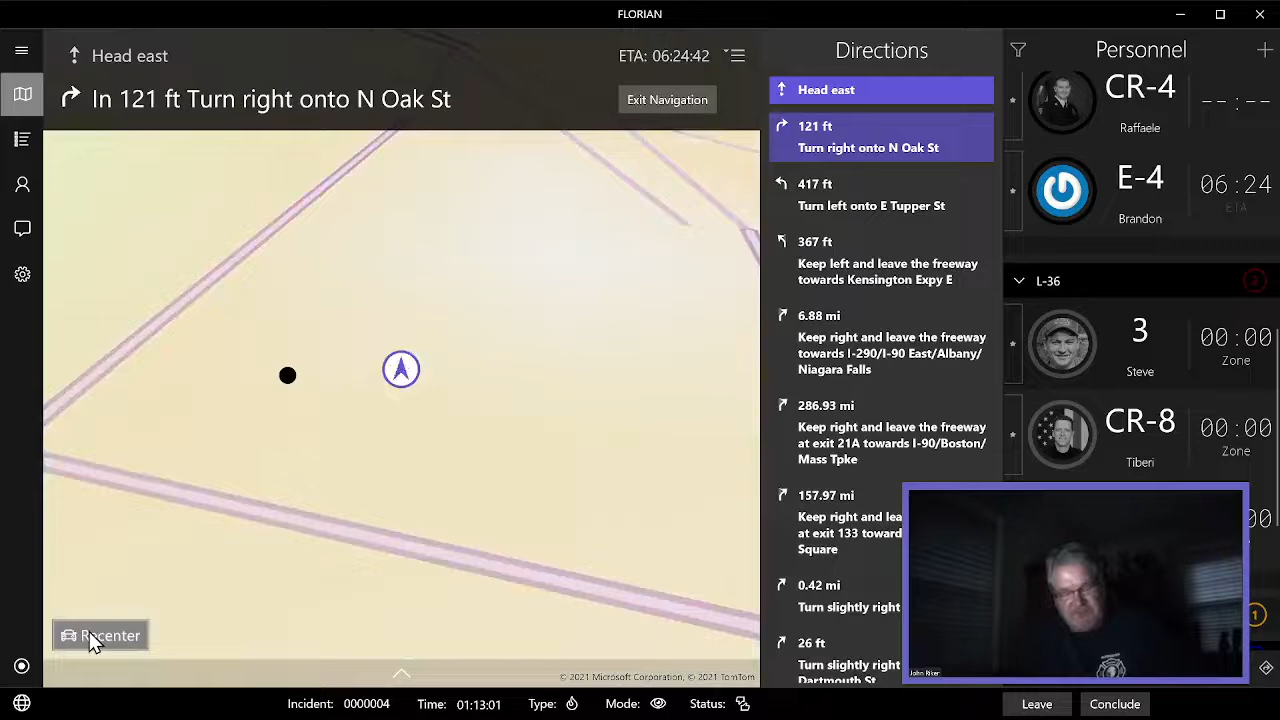 FLORIAN
Head east
ETA: 06:24:42
In 121 ft Turn right onto N Oak St
Exit Navigation
Recenter
© 2021 Microsoft Corporation, © 2021 TomTom
Directions
Head east
121 ft
Turn right onto N Oak St
417 ft
Turn left onto E Tupper St
367 ft
Keep left and leave the freeway
towards Kensington Expy E
6.88 mi
Keep right and leave the freeway
towards I-290/I-90 East/Albany/
Niagara Falls
286.93 mi
Keep right and leave the freeway
at exit 21A towards I-90/Boston/
Mass Tpke
157.97 mi
Keep right and lea
at exit 133 toward
Square
0.42 mi
Turn slightly right
26 ft
Turn slightly right
Dartmouth St
Personnel
CR-4
--:--
Raffaele
E-4
06:24
ETA
Brandon
L-36
2
3
00:00
Zone
Steve
CR-8
00:00
Zone
Tiberi
00
1
John Riker
Incident: 0000004
Time: 01:13:01
Type:
Mode:
Status:
Leave
Conclude